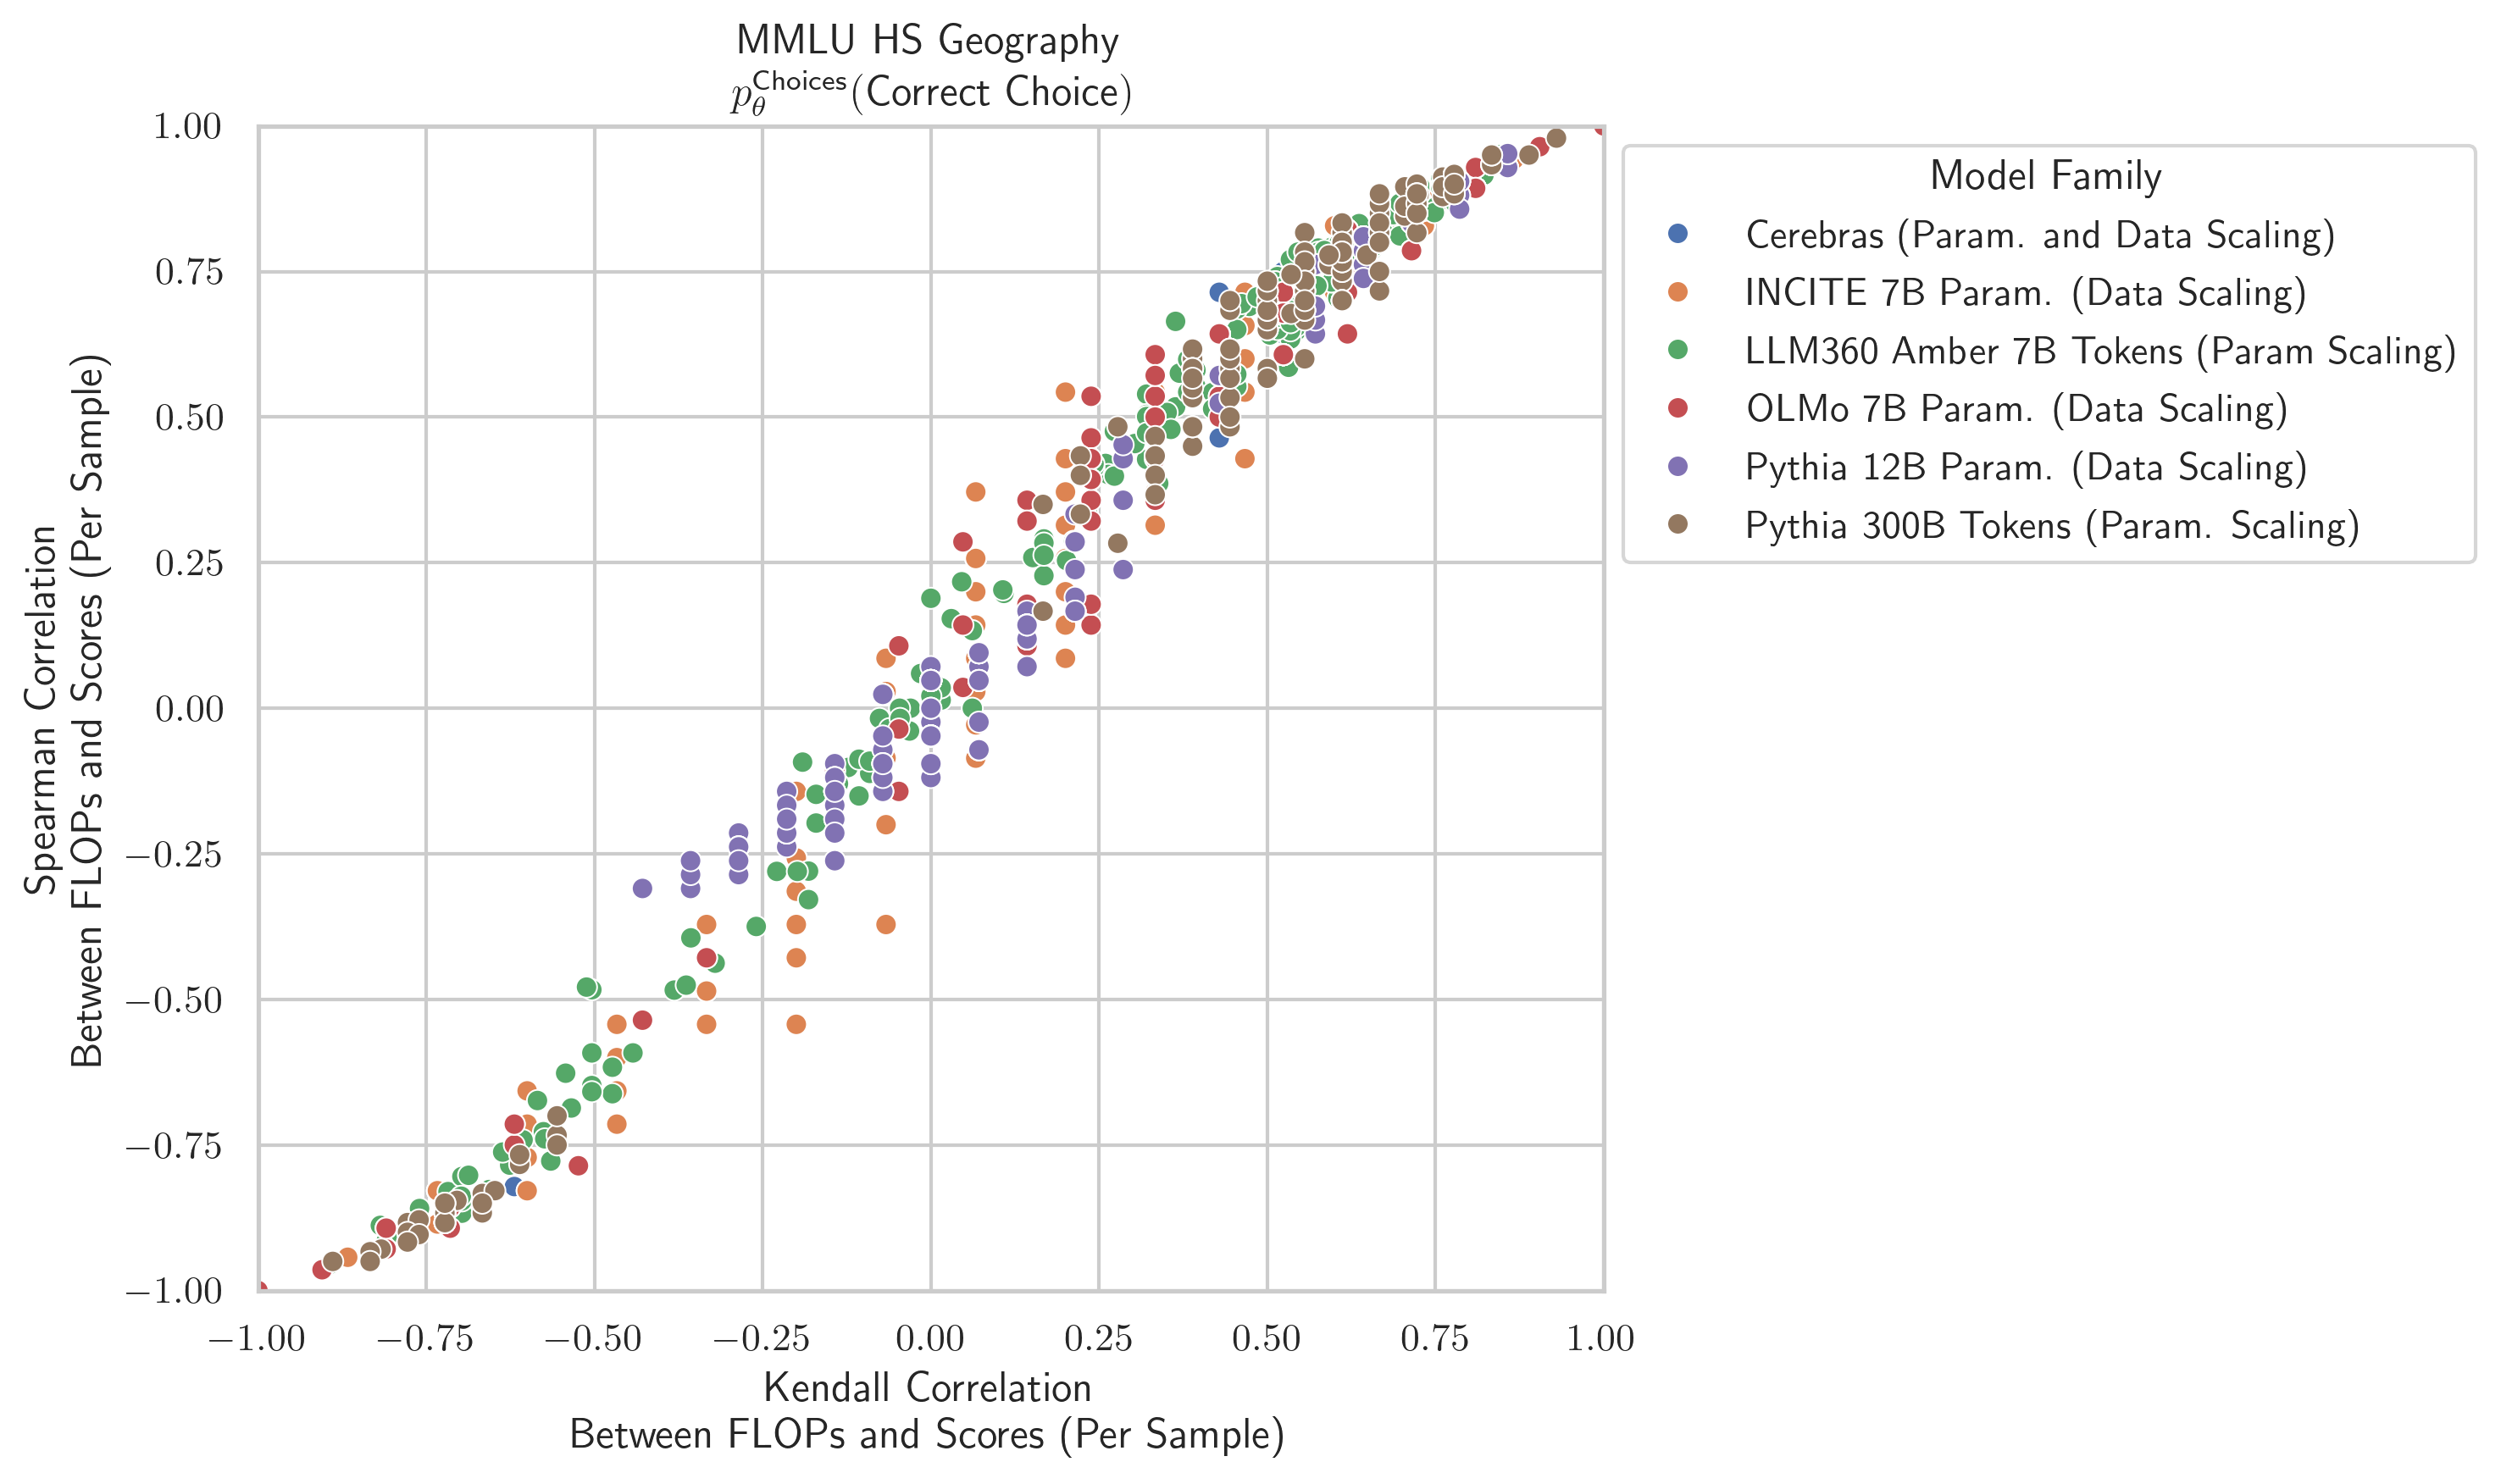 MMLU HS Geography
p_θ^Choices(Correct Choice)
1.00
0.75
0.50
0.25
0.00
−0.25
−0.50
−0.75
−1.00
Spearman Correlation
Between FLOPs and Scores (Per Sample)
−1.00 −0.75 −0.50 −0.25 0.00 0.25 0.50 0.75 1.00
Kendall Correlation
Between FLOPs and Scores (Per Sample)
Model Family
Cerebras (Param. and Data Scaling)
INCITE 7B Param. (Data Scaling)
LLM360 Amber 7B Tokens (Param Scaling)
OLMo 7B Param. (Data Scaling)
Pythia 12B Param. (Data Scaling)
Pythia 300B Tokens (Param. Scaling)